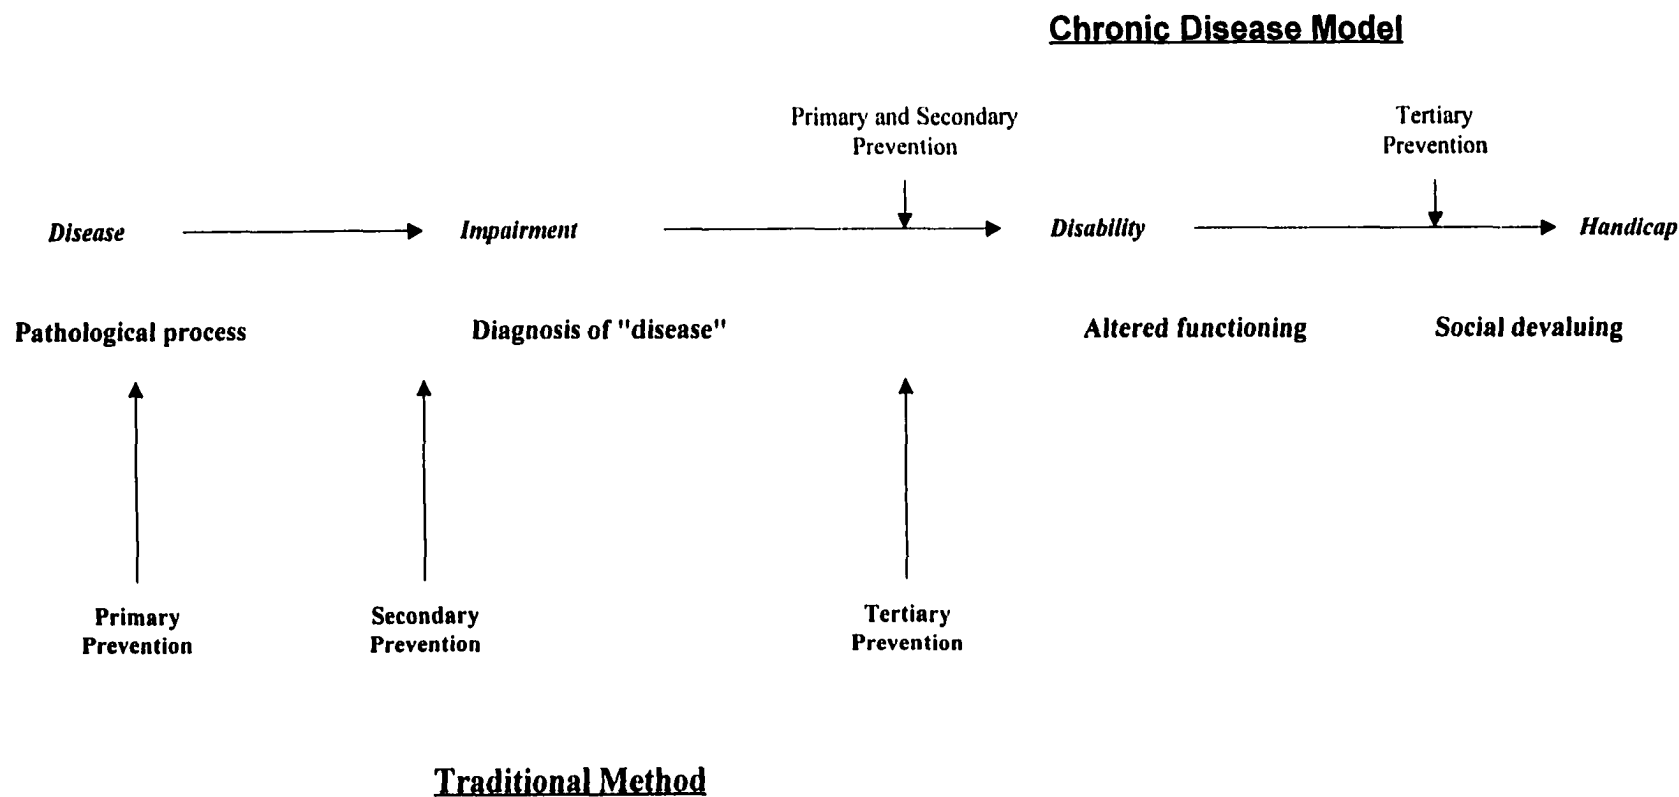 Chronic Disease Model
Primary and Secondary
Prevention
Tertiary
Prevention
Disease
Impairment
Disability
Handicap
Pathological process
Diagnosis of "disease"
Altered functioning
Social devaluing
Primary
Prevention
Secondary
Prevention
Tertiary
Prevention
Traditional Method